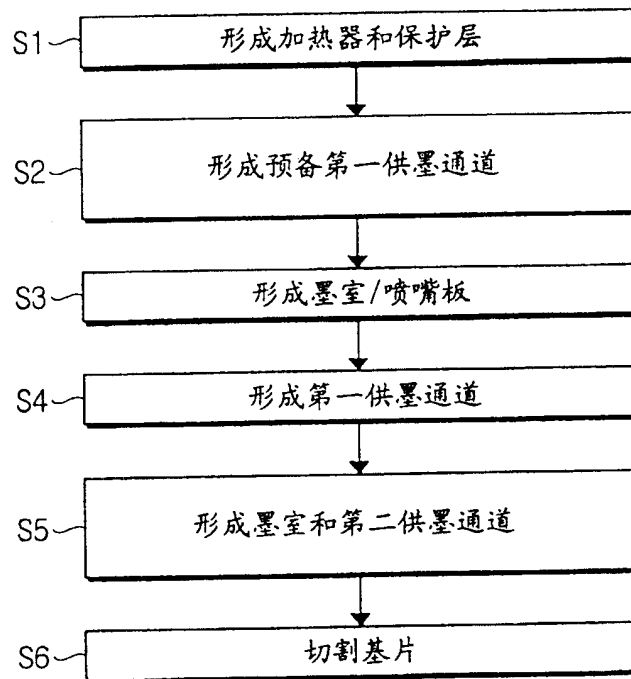 S1 形成加热器和保护层
S2 形成预备第一供墨通道
S3 形成墨室/喷嘴板
S4 形成第一供墨通道
S5 形成墨室和第二供墨通道
S6 切割基片